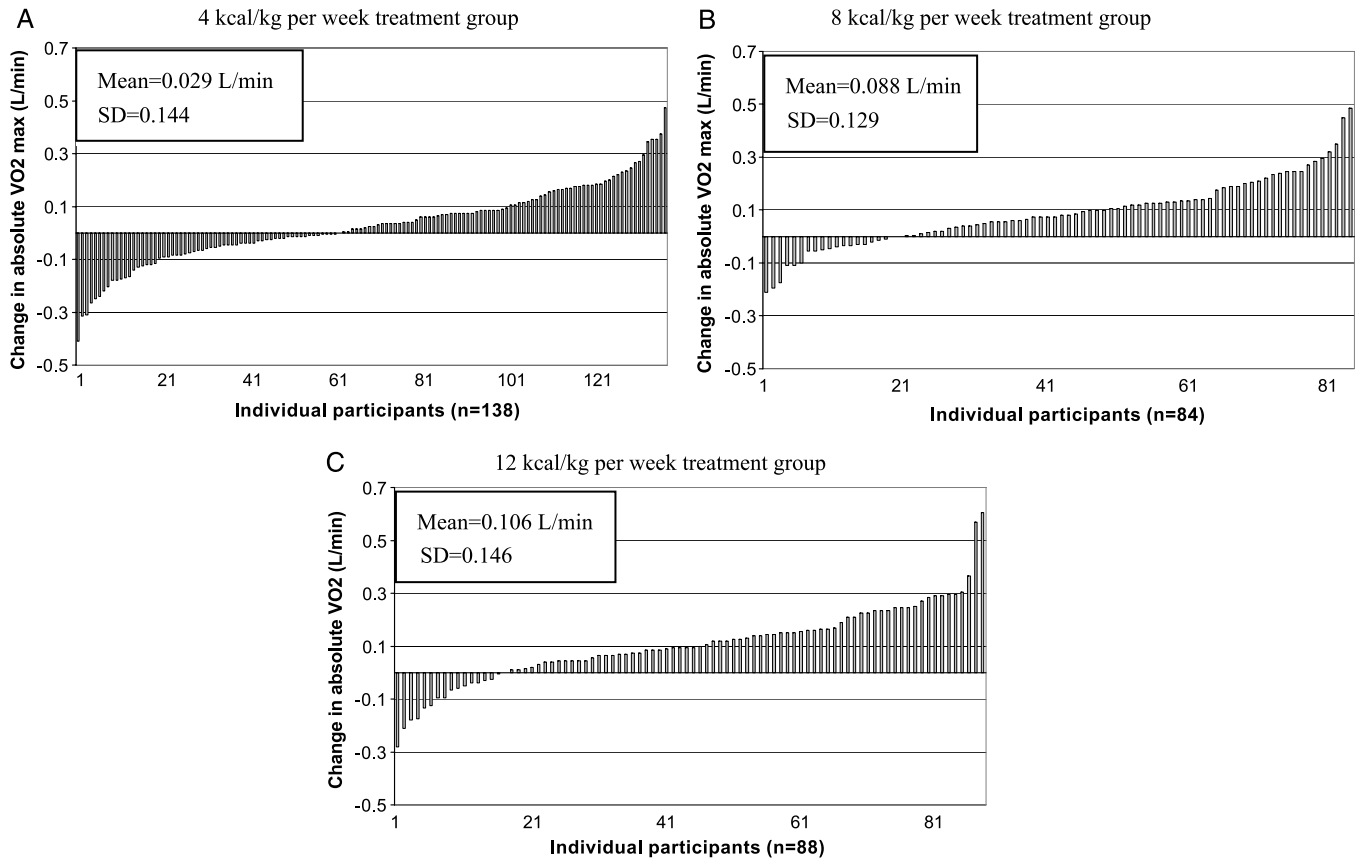 A
4 kcal/kg per week treatment group
Change in absolute VO2 max (L/min)
0.7
0.5
0.3
0.1
-0.1
-0.3
-0.5
Mean=0.029 L/min
SD=0.144
1 21 41 61 81 101 121
Individual participants (n=138)
B
8 kcal/kg per week treatment group
Change in absolute VO2 max (L/min)
0.7
0.5
0.3
0.1
-0.1
-0.3
-0.5
Mean=0.088 L/min
SD=0.129
1 21 41 61 81
Individual participants (n=84)
C
12 kcal/kg per week treatment group
Change in absolute VO2 (L/min)
0.7
0.5
0.3
0.1
-0.1
-0.3
-0.5
Mean=0.106 L/min
SD=0.146
1 21 41 61 81
Individual participants (n=88)